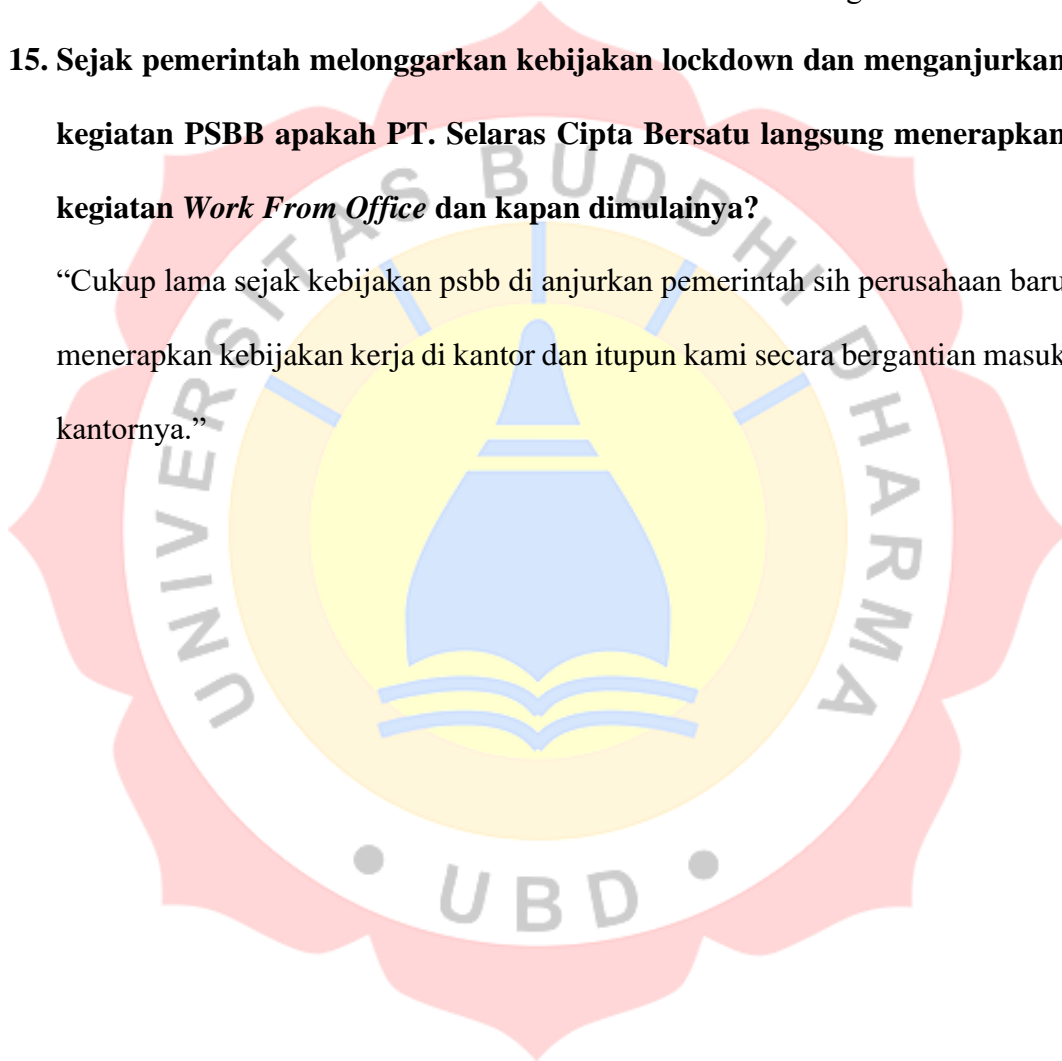 15. Sejak pemerintah melonggarkan kebijakan lockdown dan menganjurkan
kegiatan PSBB apakah PT. Selaras Cipta Bersatu langsung menerapkan
kegiatan Work From Office dan kapan dimulainya?
“Cukup lama sejak kebijakan psbb di anjurkan pemerintah sih perusahaan baru
menerapkan kebijakan kerja di kantor dan itupun kami secara bergantian masuk
kantornya.”
UNIVERSITAS BUDDHI DHARMA
• UBD •